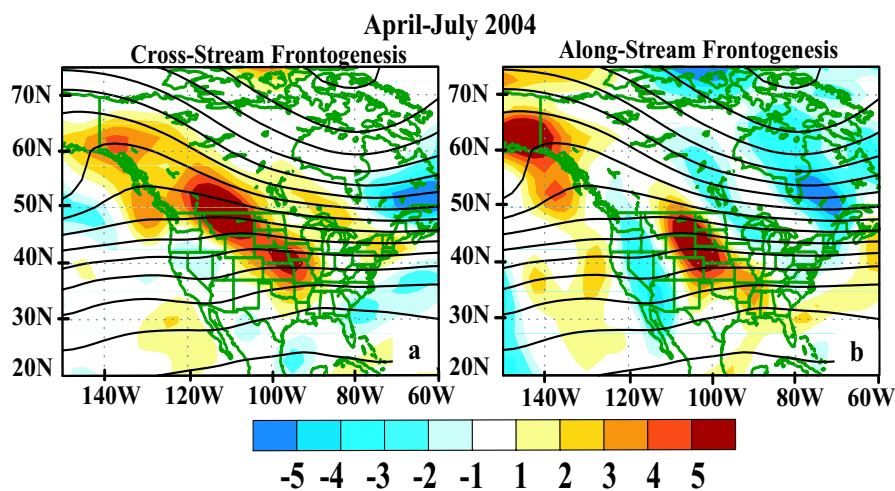 April-July 2004
Cross-Stream Frontogenesis
Along-Stream Frontogenesis
70N
60N
50N
40N
30N
20N
a
140W 120W 100W 80W 60W
70N
60N
50N
40N
30N
20N
b
140W 120W 100W 80W 60W
-5 -4 -3 -2 -1 1 2 3 4 5